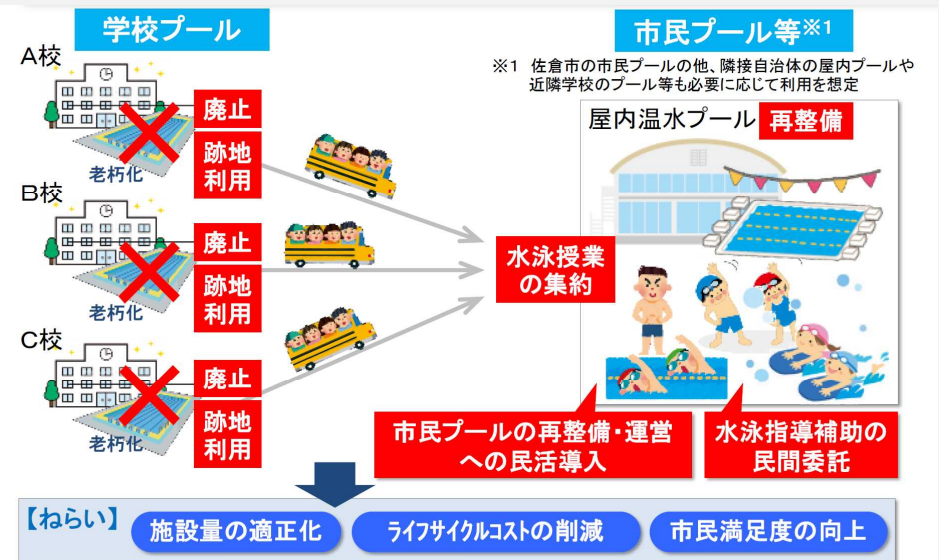 学校プール
市民プール等※1
※1 佐倉市の市民プールの他、隣接自治体の屋内プールや
近隣学校のプール等も必要に応じて利用を想定
A校
老朽化
廃止
跡地
利用
B校
老朽化
廃止
跡地
利用
C校
老朽化
廃止
跡地
利用
水泳授業
の集約
屋内温水プール 再整備
市民プールの再整備・運営
への民活導入
水泳指導補助の
民間委託
【ねらい】
施設量の適正化
ライフサイクルコストの削減
市民満足度の向上